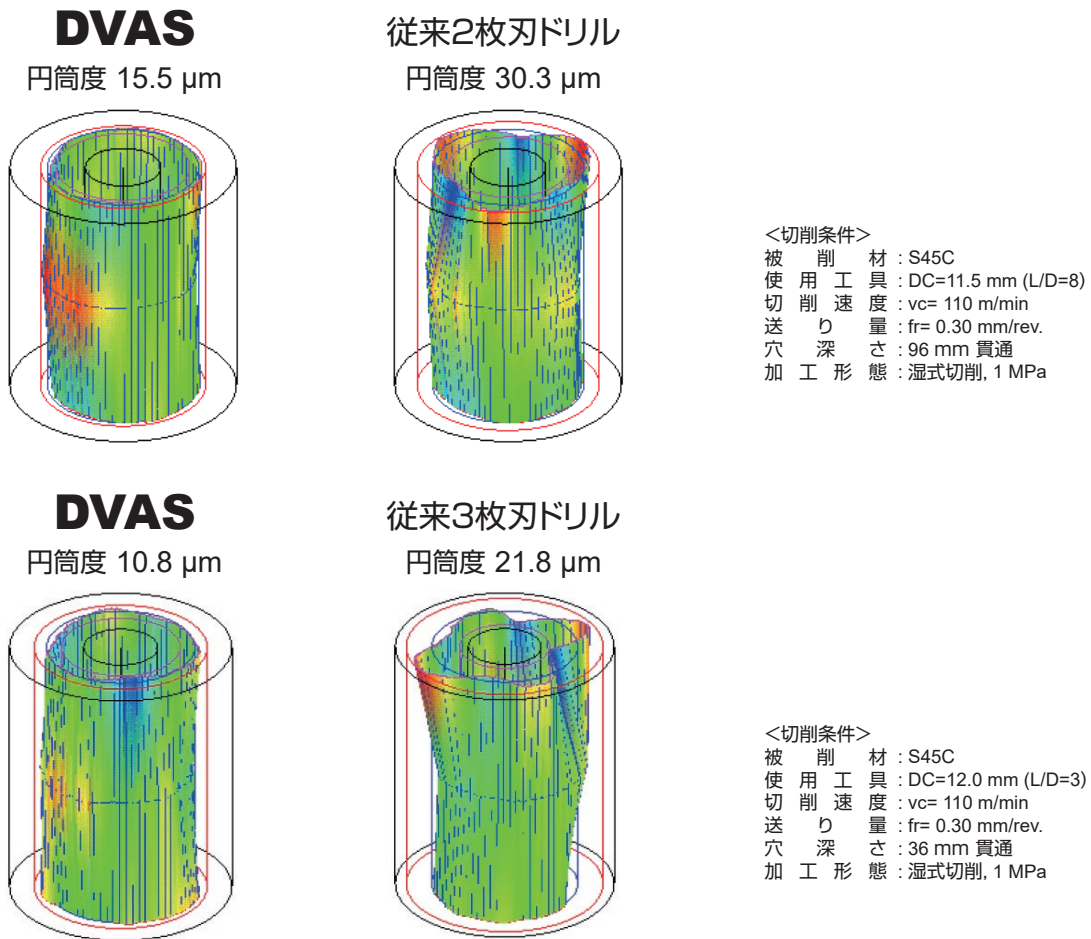 DVAS
円筒度 15.5 µm
従来2枚刃ドリル
円筒度 30.3 µm
<切削条件>
被削材 : S45C
使用工具 : DC=11.5 mm (L/D=8)
切削速度 : vc= 110 m/min
送り量 : fr= 0.30 mm/rev.
穴深さ : 96 mm 貫通
加工形態 : 湿式切削, 1 MPa
DVAS
円筒度 10.8 µm
従来3枚刃ドリル
円筒度 21.8 µm
<切削条件>
被削材 : S45C
使用工具 : DC=12.0 mm (L/D=3)
切削速度 : vc= 110 m/min
送り量 : fr= 0.30 mm/rev.
穴深さ : 36 mm 貫通
加工形態 : 湿式切削, 1 MPa